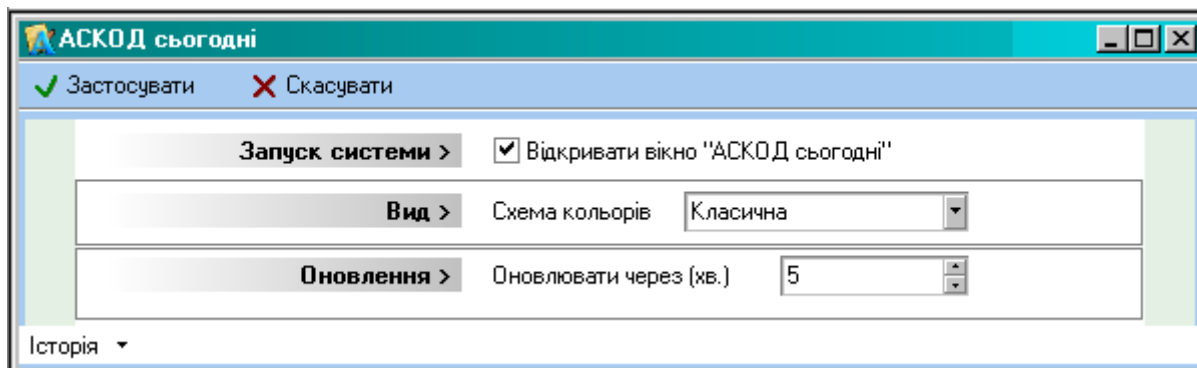 АСКОД сьогодні
Застосувати Скасувати
Запуск системи > Відкривати вікно "АСКОД сьогодні"
Вид > Схема кольорів Класична
Оновлення > Оновлювати через (хв.) 5
Історія